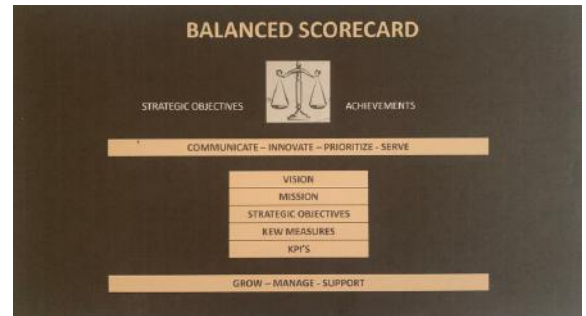 BALANCED SCORECARD
STRATEGIC OBJECTIVES ACHIEVEMENTS
COMMUNICATE – INNOVATE – PRIORITIZE - SERVE
VISION
MISSION
STRATEGIC OBJECTIVES
KEW MEASURES
KPI'S
GROW – MANAGE - SUPPORT